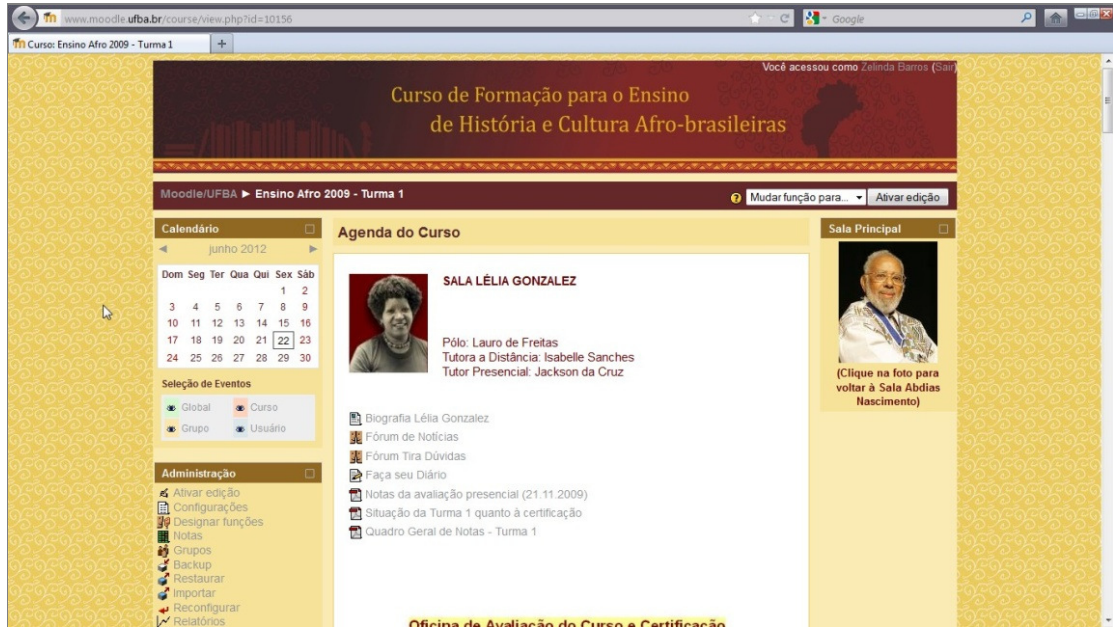 www.moodle.ufba.br/course/view.php?id=10156
Google
Curso: Ensino Afro 2009 - Turma 1
+
Você acessou como Zelinda Barros (Sair)
Curso de Formação para o Ensino
de História e Cultura Afro-brasileiras
Moodle/UFBA ► Ensino Afro 2009 - Turma 1
Mudar função para...
Ativar edição
Calendário
◄ junho 2012 ►
Dom Seg Ter Qua Qui Sex Sáb
1 2
3 4 5 6 7 8 9
10 11 12 13 14 15 16
17 18 19 20 21 22 23
24 25 26 27 28 29 30
Seleção de Eventos
Global Curso
Grupo Usuário
Administração
Ativar edição
Configurações
Designar funções
Notas
Grupos
Backup
Restaurar
Importar
Reconfigurar
Relatórios
Agenda do Curso
SALA LÉLIA GONZALEZ
Pólo: Lauro de Freitas
Tutora a Distância: Isabelle Sanches
Tutor Presencial: Jackson da Cruz
Biografia Lélia Gonzalez
Fórum de Notícias
Fórum Tira Dúvidas
Faça seu Diário
Notas da avaliação presencial (21.11.2009)
Situação da Turma 1 quanto à certificação
Quadro Geral de Notas - Turma 1
Oficina de Avaliação do Curso e Certificação
Sala Principal
(Clique na foto para
voltar à Sala Abdias
Nascimento)